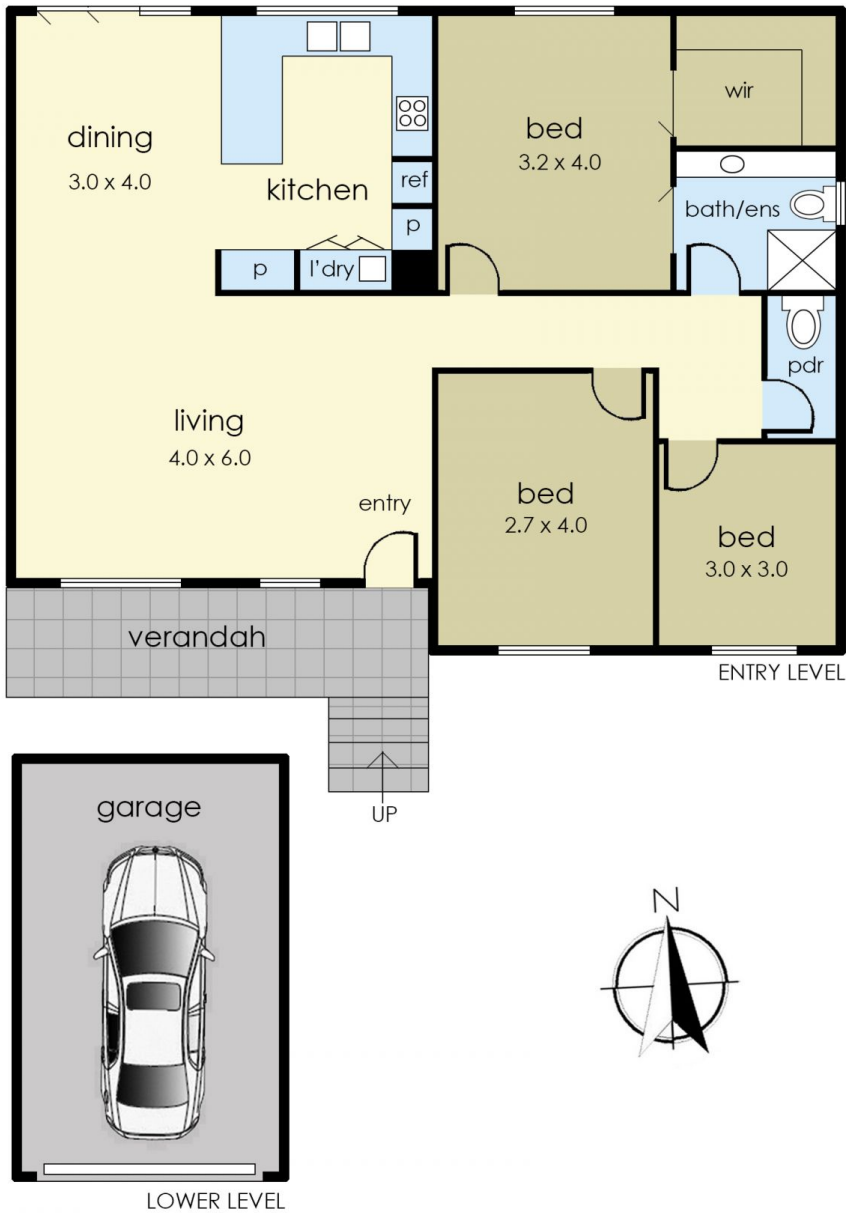 dining
3.0 x 4.0
kitchen
ref
p
p
l'dry
bed
3.2 x 4.0
wir
bath/ens
pdr
living
4.0 x 6.0
entry
bed
2.7 x 4.0
bed
3.0 x 3.0
verandah
ENTRY LEVEL
UP
garage
N
LOWER LEVEL